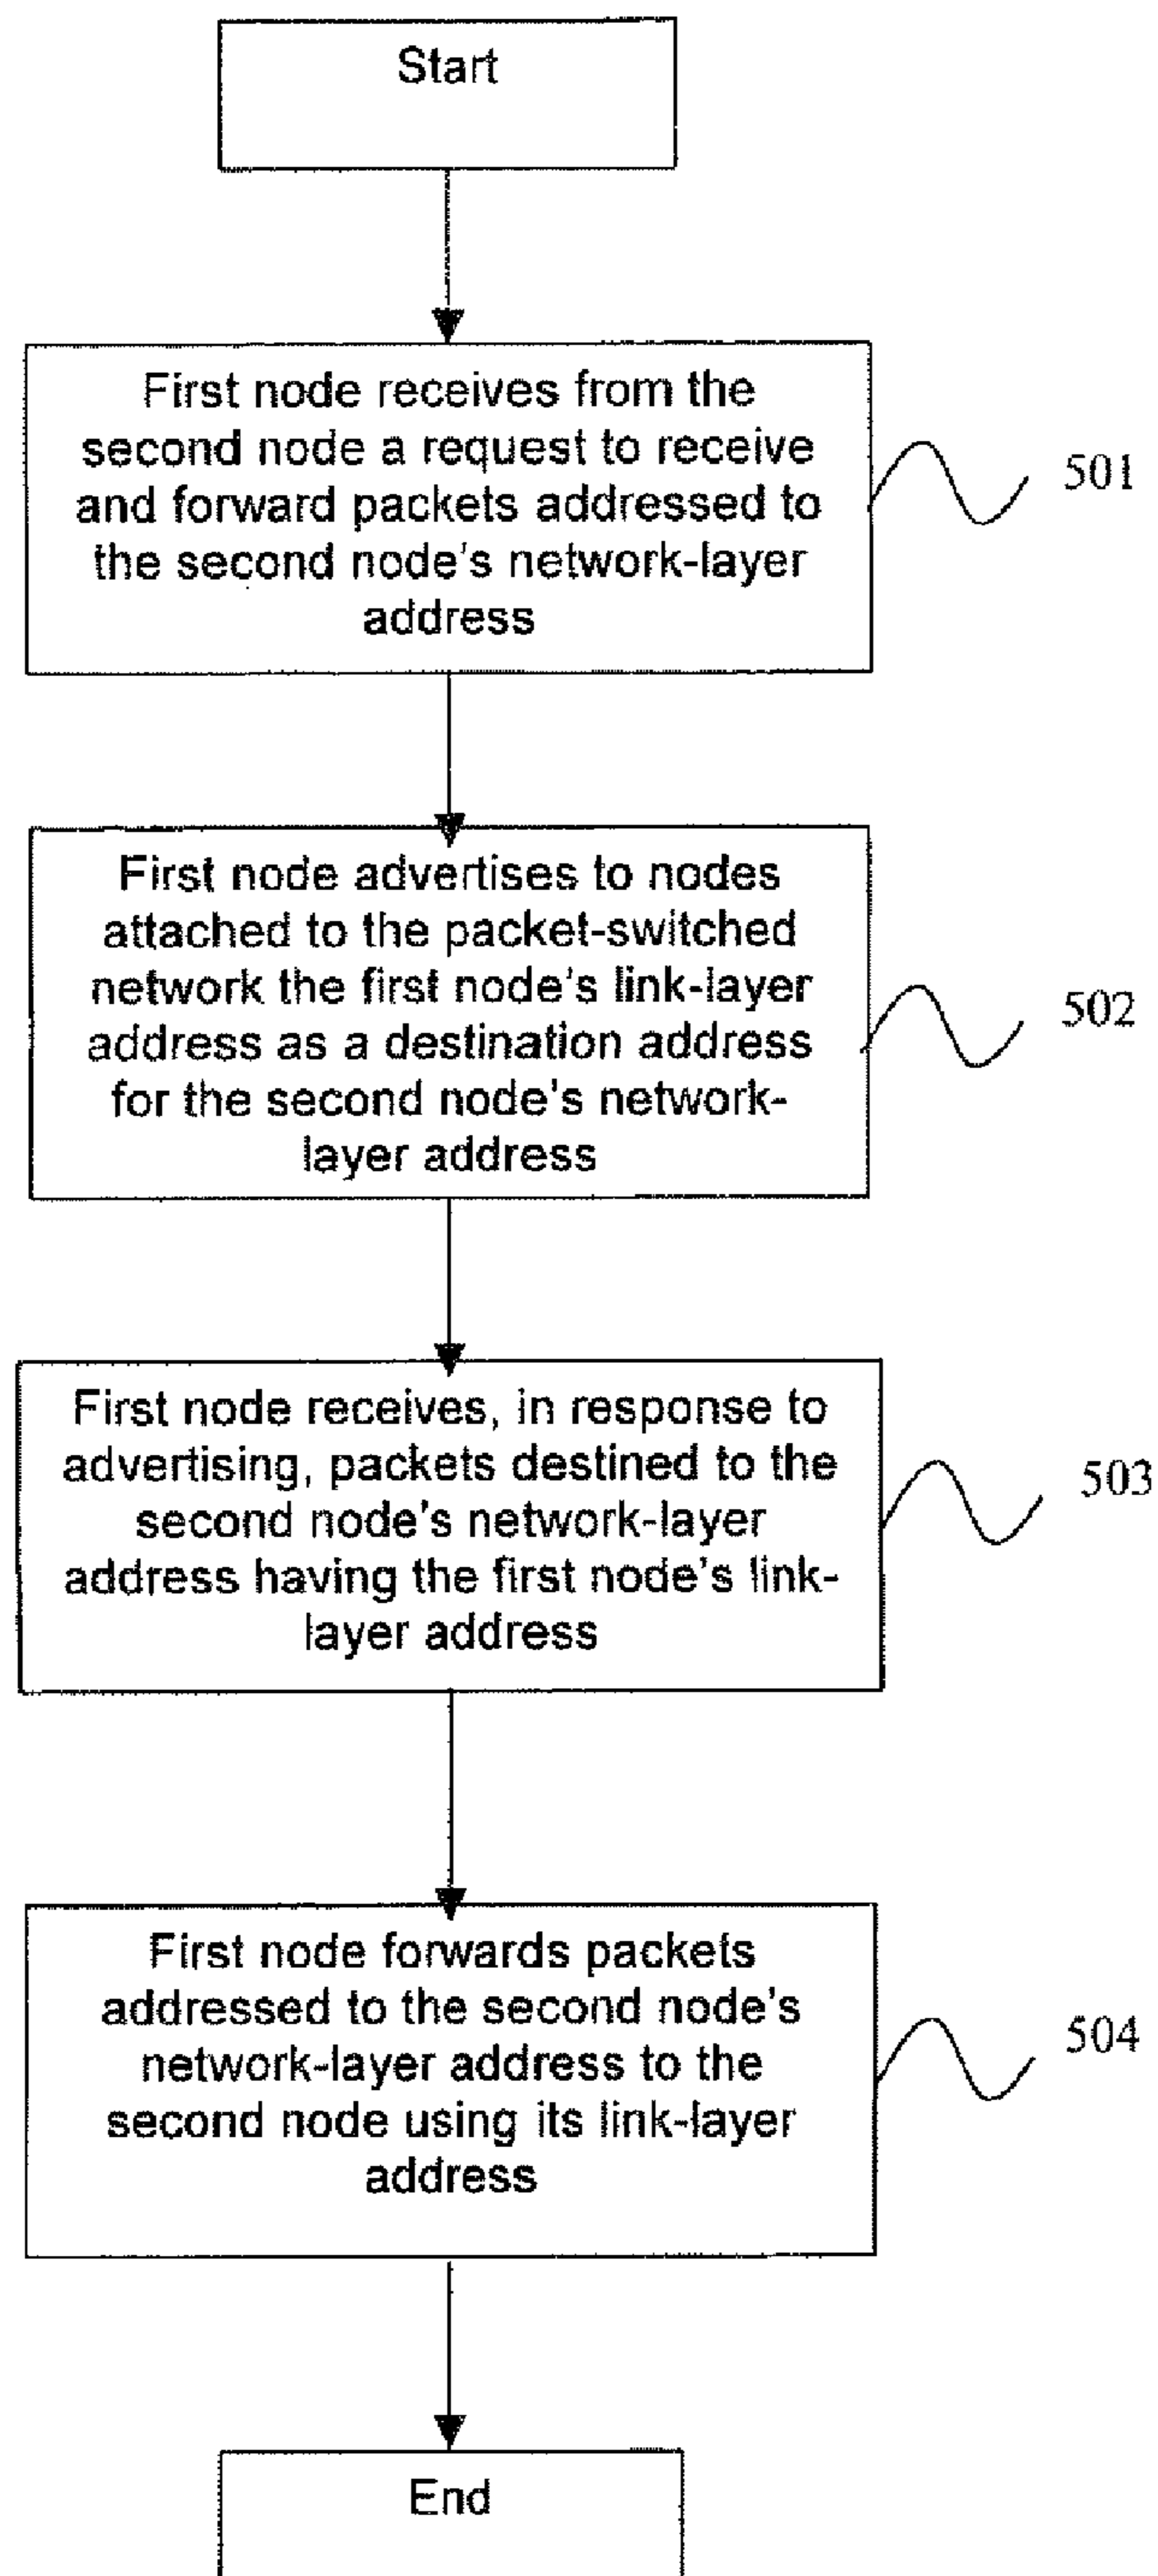 Start
First node receives from the
second node a request to receive
and forward packets addressed to
the second node's network-layer
address
501
First node advertises to nodes
attached to the packet-switched
network the first node's link-layer
address as a destination address
for the second node's network-
layer address
502
First node receives, in response to
advertising, packets destined to the
second node's network-layer
address having the first node's link-
layer address
503
First node forwards packets
addressed to the second node's
network-layer address to the
second node using its link-layer
address
504
End